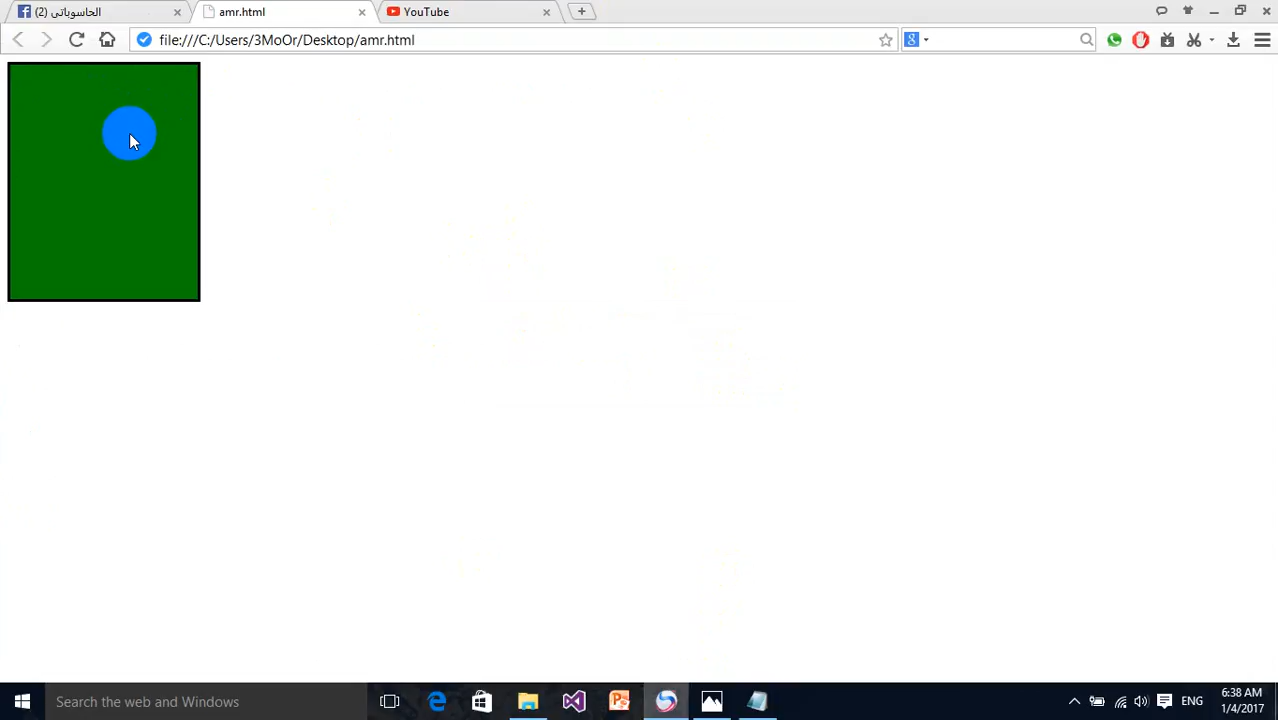 الحاسوباتى (2)
amr.html
YouTube
file:///C:/Users/3MoOr/Desktop/amr.html
Search the web and Windows
ENG
6:38 AM
1/4/2017